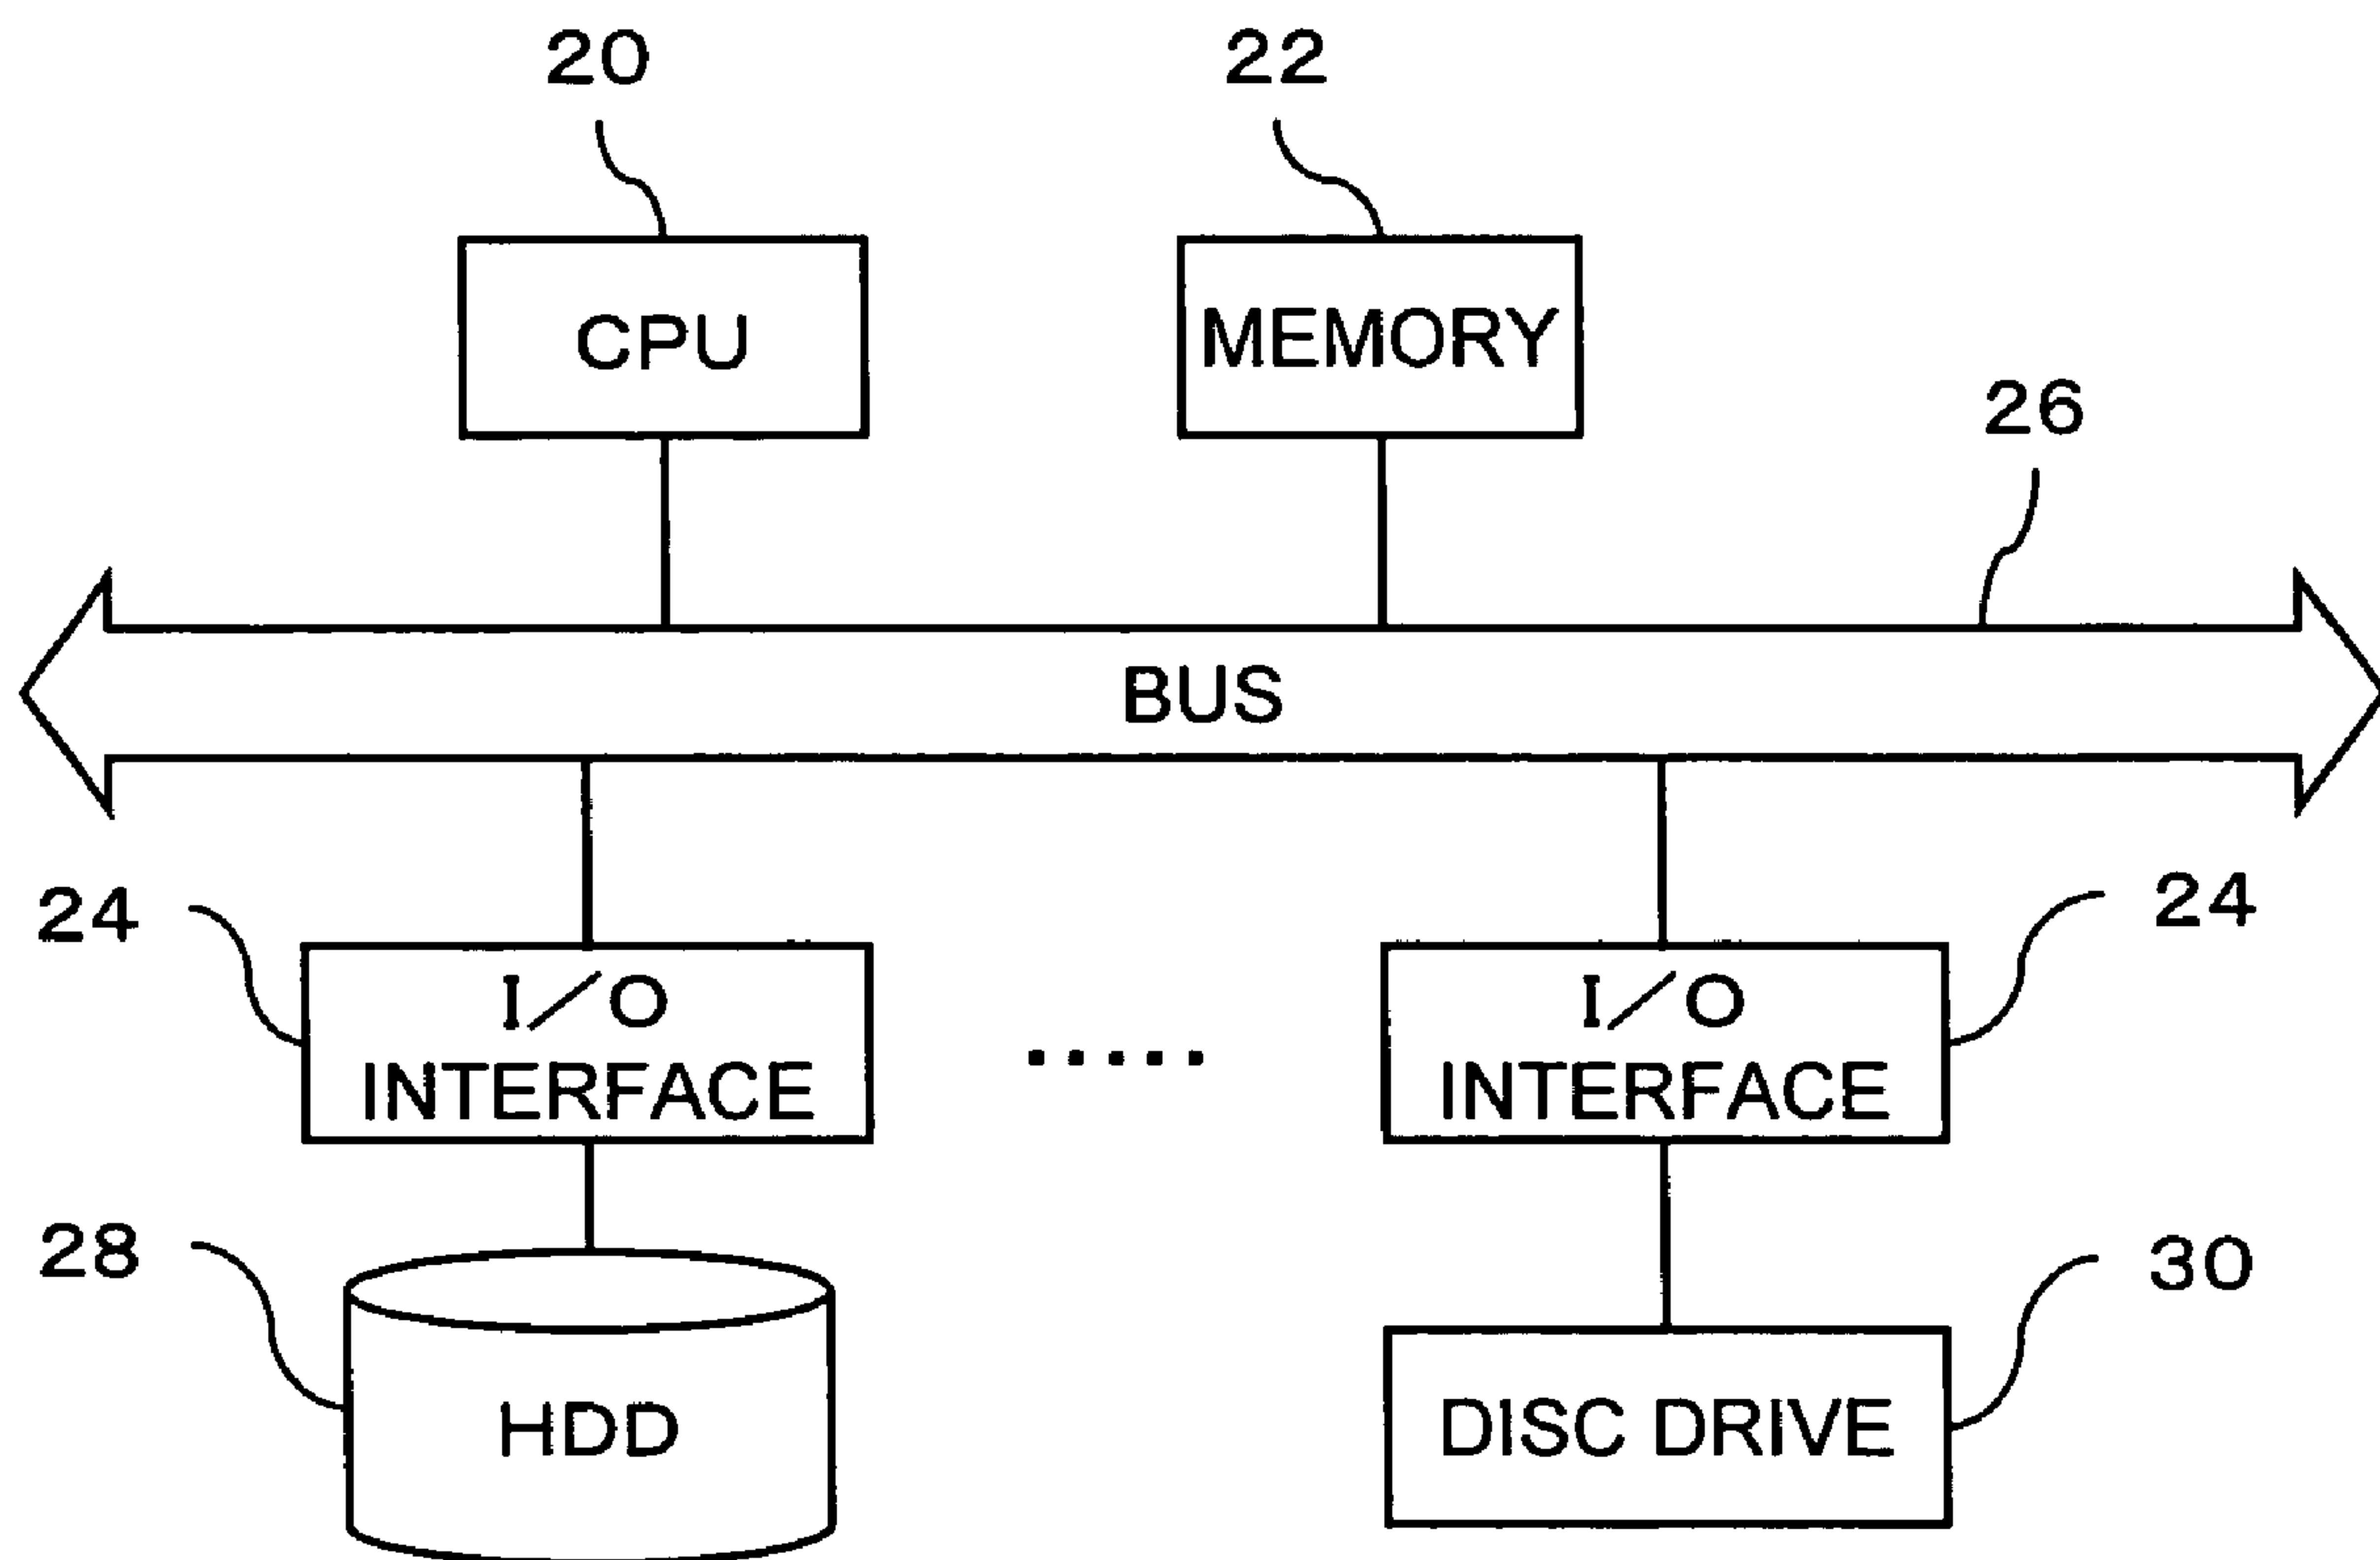 20
22
CPU
MEMORY
26
BUS
24
24
I/O
INTERFACE
.....
I/O
INTERFACE
28
30
HDD
DISC DRIVE